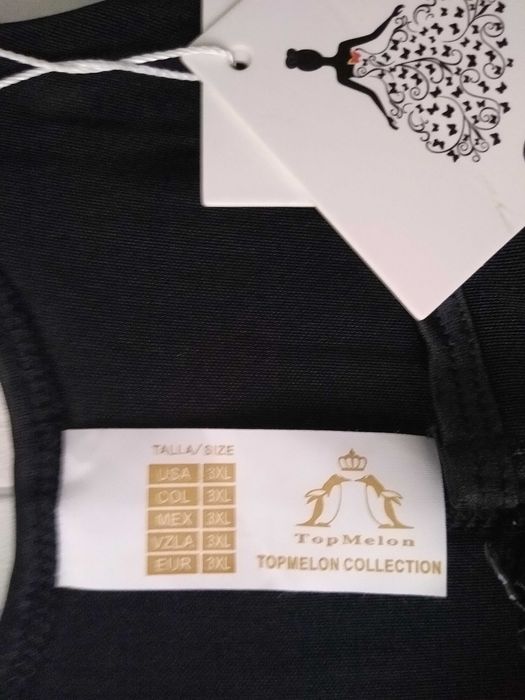 TALLA/SIZE
USA 3XL
COL 3XL
MEX 3XL
VZLA 3XL
EUR 3XL
TopMelon
TOPMELON COLLECTION